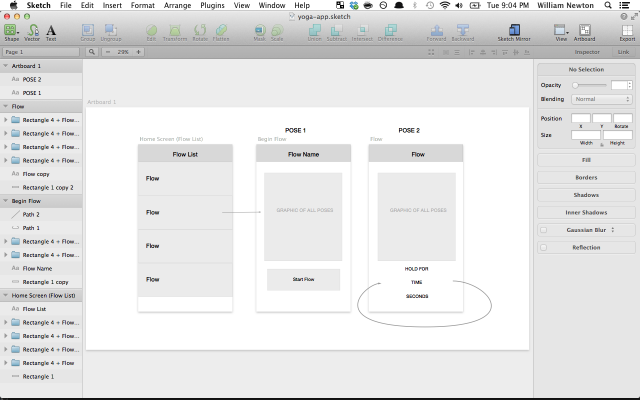 Sketch File Edit Insert Format Arrange Plugins View Window Help
Tue 9:04 PM William Newton
yoga-app.sketch
Shape Vector Text Group Ungroup Edit Transform Rotate Flatten Mask Scale Union Subtract Intersect Difference Forward Backward Sketch Mirror View Artboard Export
Page 1
- 29% +
Inspector Link
Artboard 1
Aa POSE 2
Aa POSE 1
Flow
Rectangle 4 + Flow...
Rectangle 4 + Flow...
Rectangle 4 + Flow...
Rectangle 4 + Flow...
Aa Flow copy
Rectangle 1 copy 2
Begin Flow
Path 2
Path 1
Rectangle 4 + Flow...
Rectangle 4 + Flow...
Aa Flow Name
Rectangle 1 copy
Home Screen (Flow List)
Aa Flow List
Rectangle 4 + Flow...
Rectangle 4 + Flow...
Rectangle 4 + Flow...
Rectangle 4 + Flow
Rectangle 1
Artboard 1
Home Screen (Flow List)
Flow List
Flow
Flow
Flow
Flow
POSE 1
Begin Flow
Flow Name
GRAPHIC OF ALL POSES
Start Flow
POSE 2
Flow
Flow
GRAPHIC OF ALL POSES
HOLD FOR
TIME
SECONDS
No Selection
Opacity
Blending Normal
Position
X Y Rotate
Size
Width Height
Fill
Borders
Shadows
Inner Shadows
Gaussian Blur
Reflection